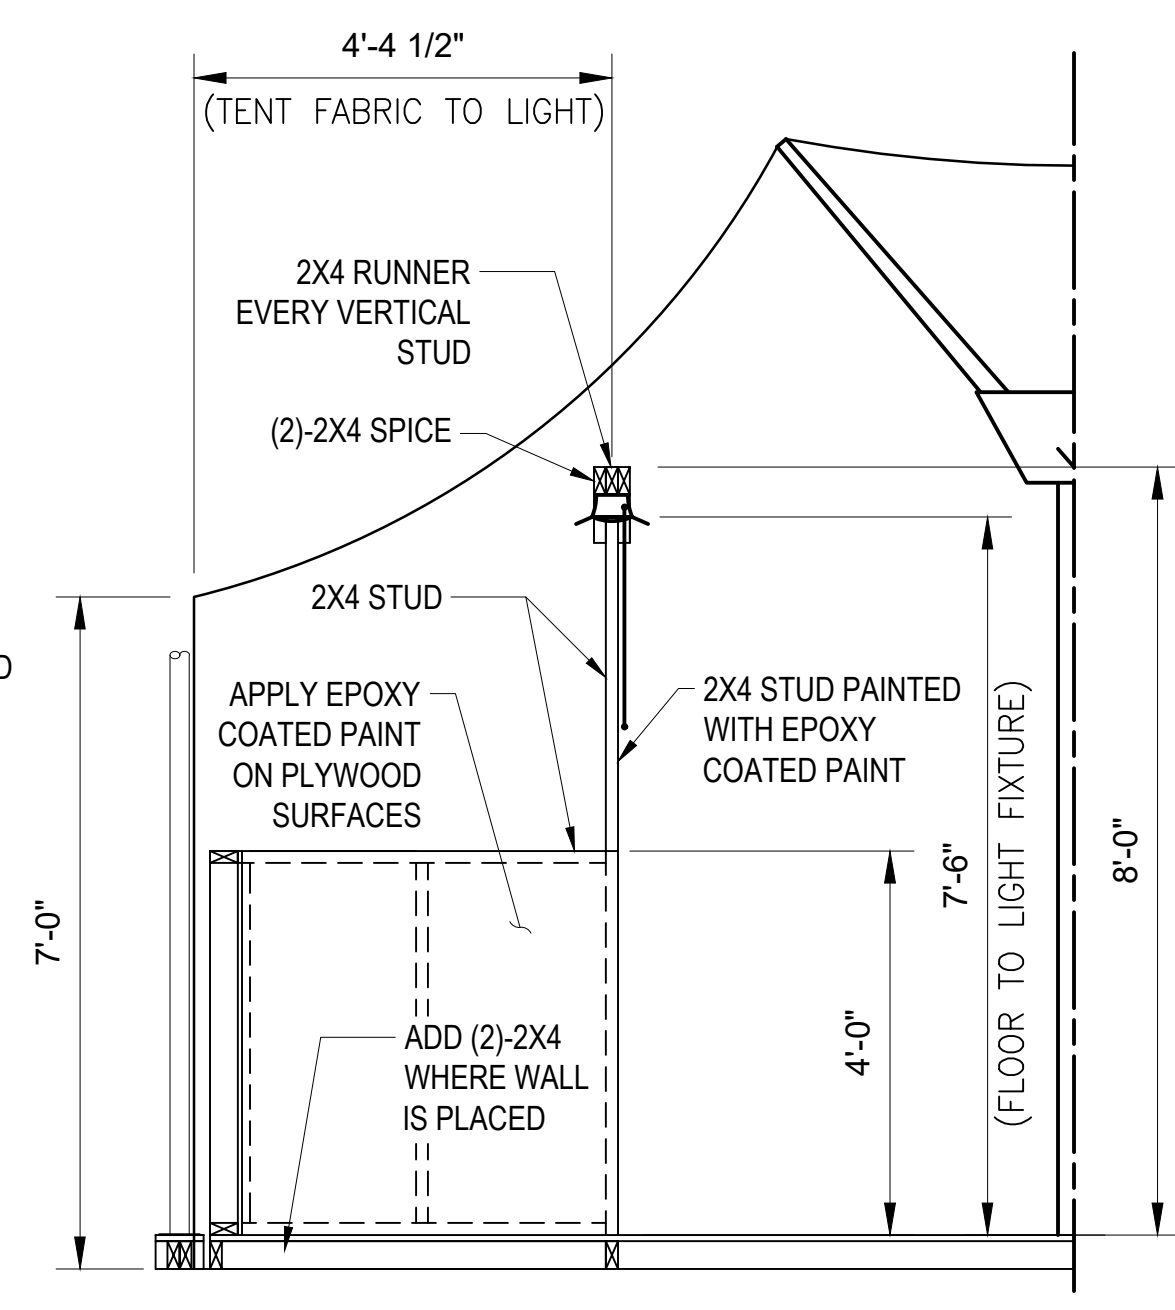 4'-4 1/2"
(TENT FABRIC TO LIGHT)
2X4 RUNNER
EVERY VERTICAL
STUD
(2)-2X4 SPICE
2X4 STUD
D
APPLY EPOXY
COATED PAINT
ON PLYWOOD
SURFACES
2X4 STUD PAINTED
WITH EPOXY
COATED PAINT
7'-0"
ADD (2)-2X4
WHERE WALL
IS PLACED
4'-0"
7'-6"
(FLOOR TO LIGHT FIXTURE)
8'-0"